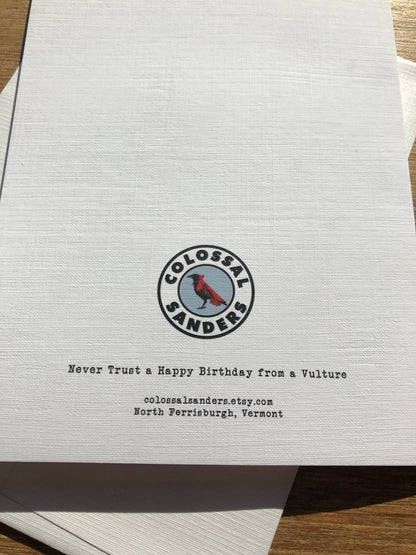 COLOSSAL
SANDERS
Never Trust a Happy Birthday from a Vulture
colossalsanders.etsy.com
North Ferrisburgh, Vermont